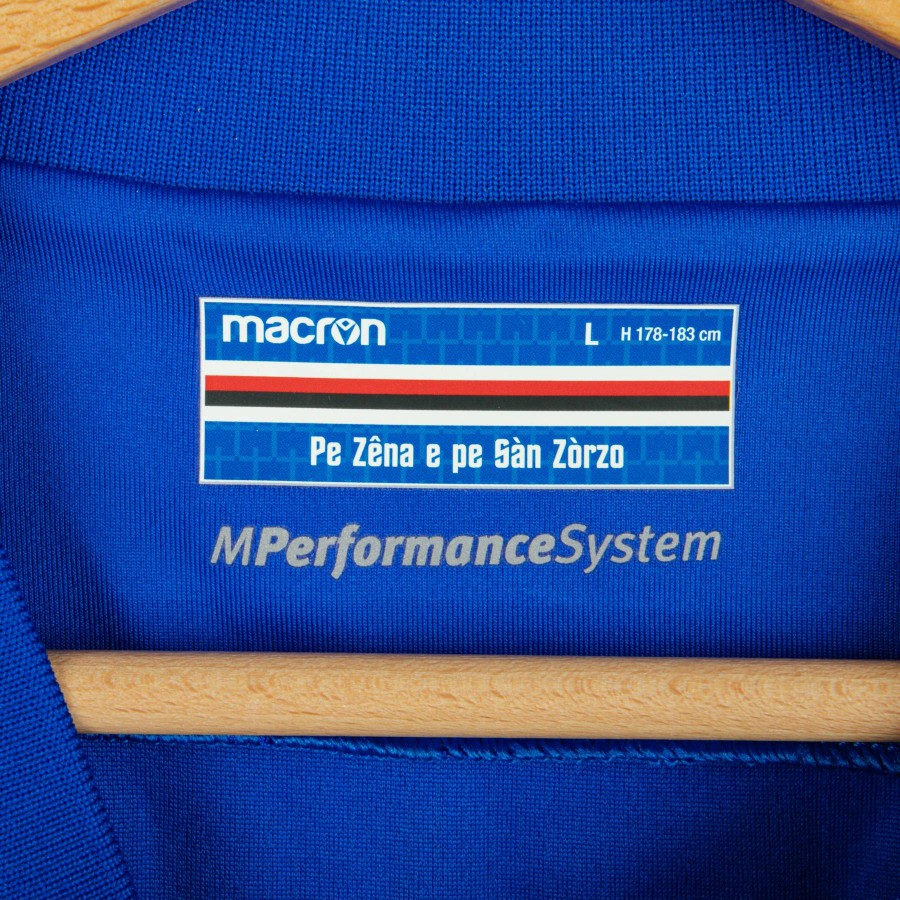 macron L H 178-183 cm
Pe Zêna e pe Sàn Zòrzo
MPerformanceSystem